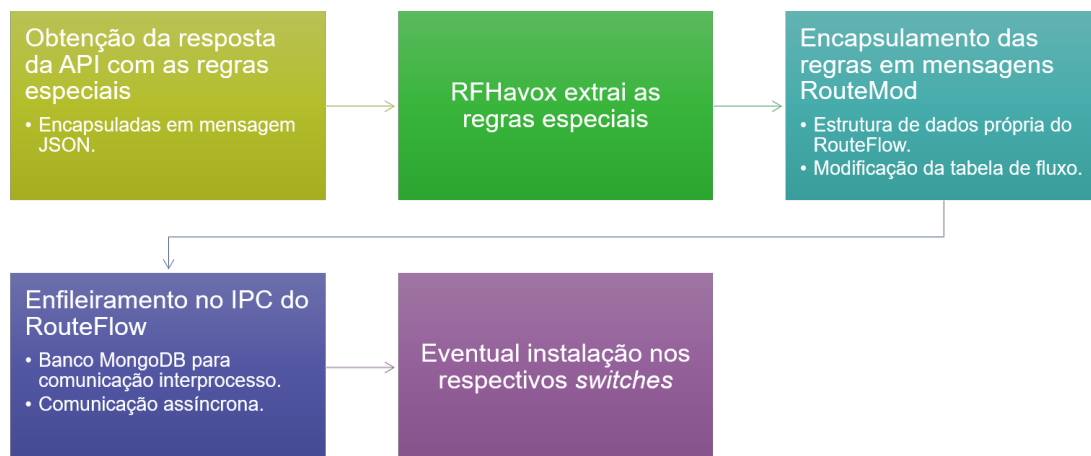 Obtenção da resposta
da API com as regras
especiais
• Encapsuladas em mensagem
JSON.
RFHavox extrai as
regras especiais
Encapsulamento das
regras em mensagens
RouteMod
• Estrutura de dados própria do
RouteFlow.
• Modificação da tabela de fluxo.
Enfileiramento no IPC do
RouteFlow
• Banco MongoDB para
comunicação interprocesso.
• Comunicação assíncrona.
Eventual instalação nos
respectivos switches